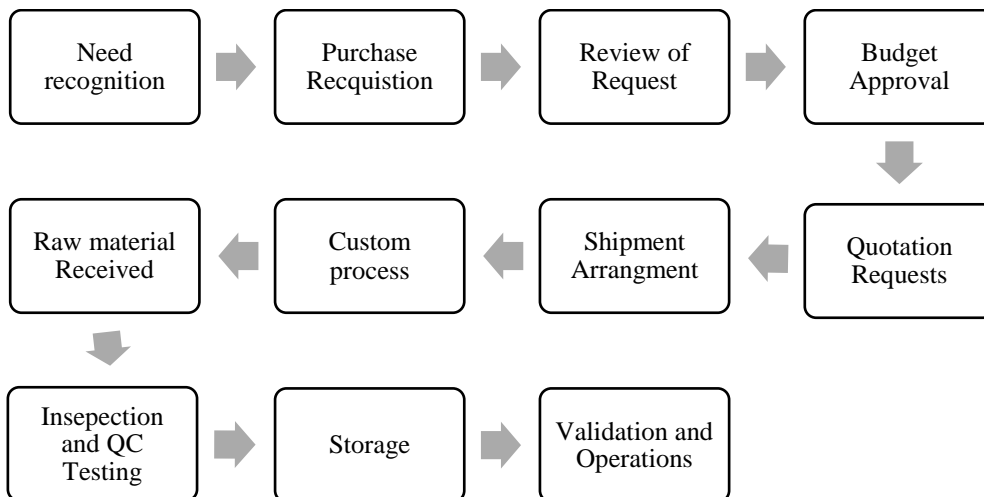 Need
recognition
Purchase
Recquistion
Review of
Request
Budget
Approval
Quotation
Requests
Shipment
Arrangment
Custom
process
Raw material
Received
Insepection
and QC
Testing
Storage
Validation and
Operations